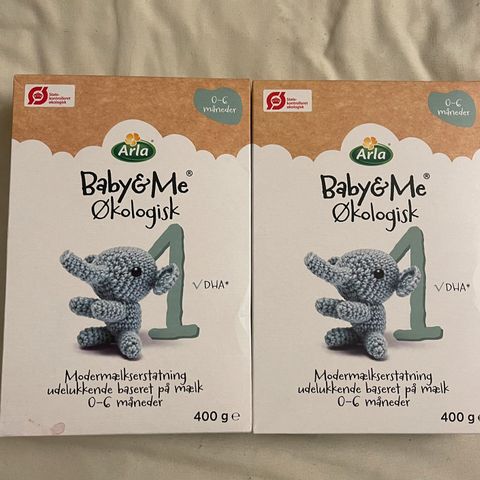 Stats-
kontrolleret
økologisk
0-6
måneder
Arla
Baby&Me®
Økologisk
1
√DHA*
Modermælkserstatning
udelukkende baseret på mælk
0-6 måneder
400 g e
Stats-
kontrolleret
økologisk
0-6
måneder
Arla
Baby&Me®
Økologisk
1
√DHA*
Modermælkserstatning
udelukkende baseret på mælk
0-6 måneder
400 g e